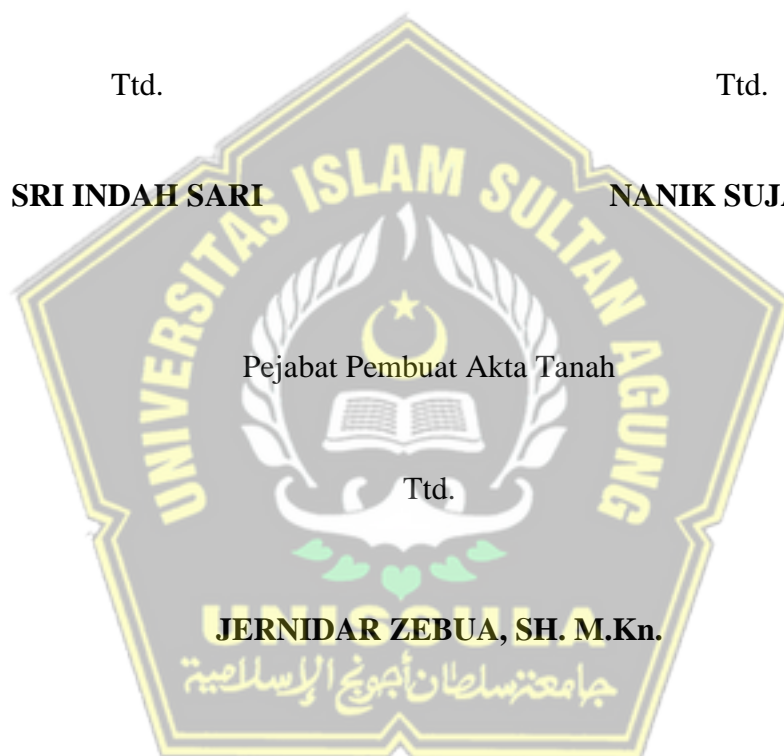 Ttd. Ttd.
SRI INDAH SARI NANIK
UNIVERSITAS ISLAM SULTAN AGUNG
Pejabat Pembuat Akta Tanah
Ttd.
JERNIDAR ZEBUA, SH. M.Kn.
UNISSULA
جامعة سلطان أجونج الإسلامية